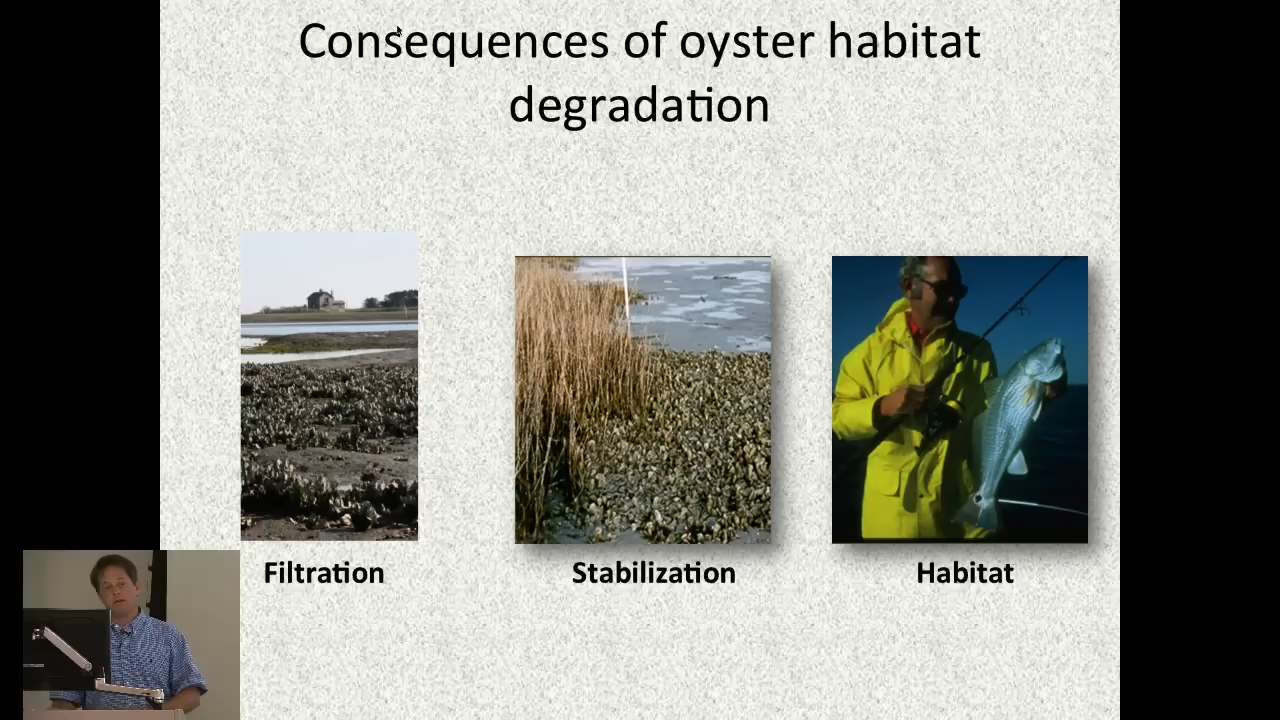 Consequences of oyster habitat
degradation
Filtration
Stabilization
Habitat